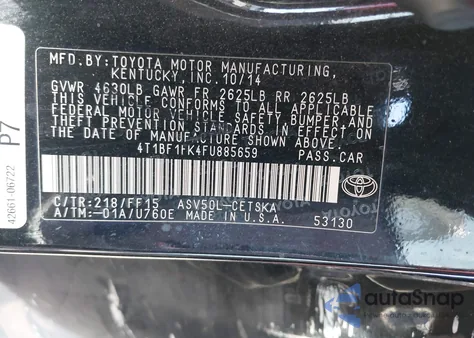 MFD.BY: TOYOTA MOTOR MANUFACTURING,
KENTUCKY, INC. 10/14
GVWR 4630LB GAWR FR 2625LB RR 2625LB
THIS VEHICLE CONFORMS TO ALL APPLICABLE
FEDERAL MOTOR VEHICLE SAFETY, BUMPER, AND
THEFT PREVENTION STANDARDS IN EFFECT ON
THE DATE OF MANUFACTURE SHOWN ABOVE.
4T1BF1FK4FU885659 PASS.CAR
C/TR: 218/FF15 ASV50L-CETSKA
A/TM: -01A/U760E MADE IN U.S.A. 53130
42661-06722 P7
autoSnap